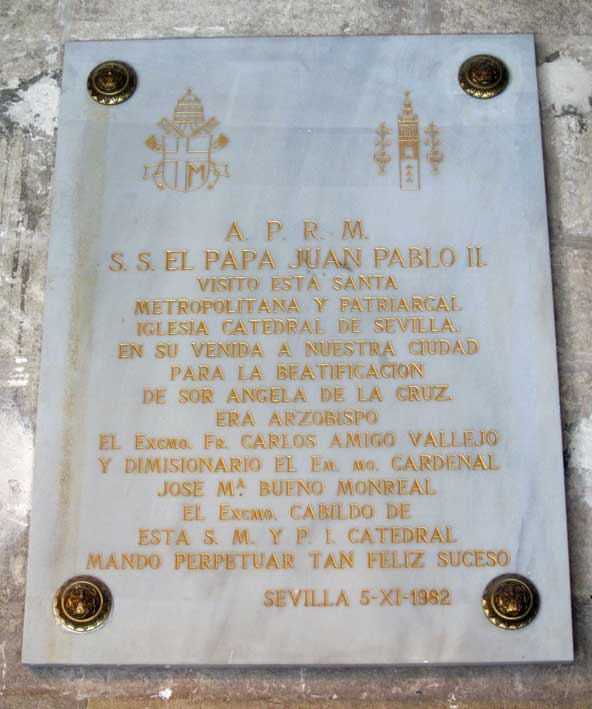 M
A. P. R. M.
S. S. EL PAPA JUAN PABLO II.
VISITO ESTA SANTA
METROPOLITANA Y PATRIARCAL
IGLESIA CATEDRAL DE SEVILLA.
EN SU VENIDA A NUESTRA CIUDAD
PARA LA BEATIFICACION
DE SOR ANGELA DE LA CRUZ.
ERA ARZOBISPO
EL EXCMO. FR. CARLOS AMIGO VALLEJO
Y DIMISIONARIO EL EM. MO. CARDENAL
JOSE Mª. BUENO MONREAL
EL EXCMO. CABILDO DE
ESTA S. M. Y P. I. CATEDRAL
MANDO PERPETUAR TAN FELIZ SUCESO
SEVILLA 5-XI-1982